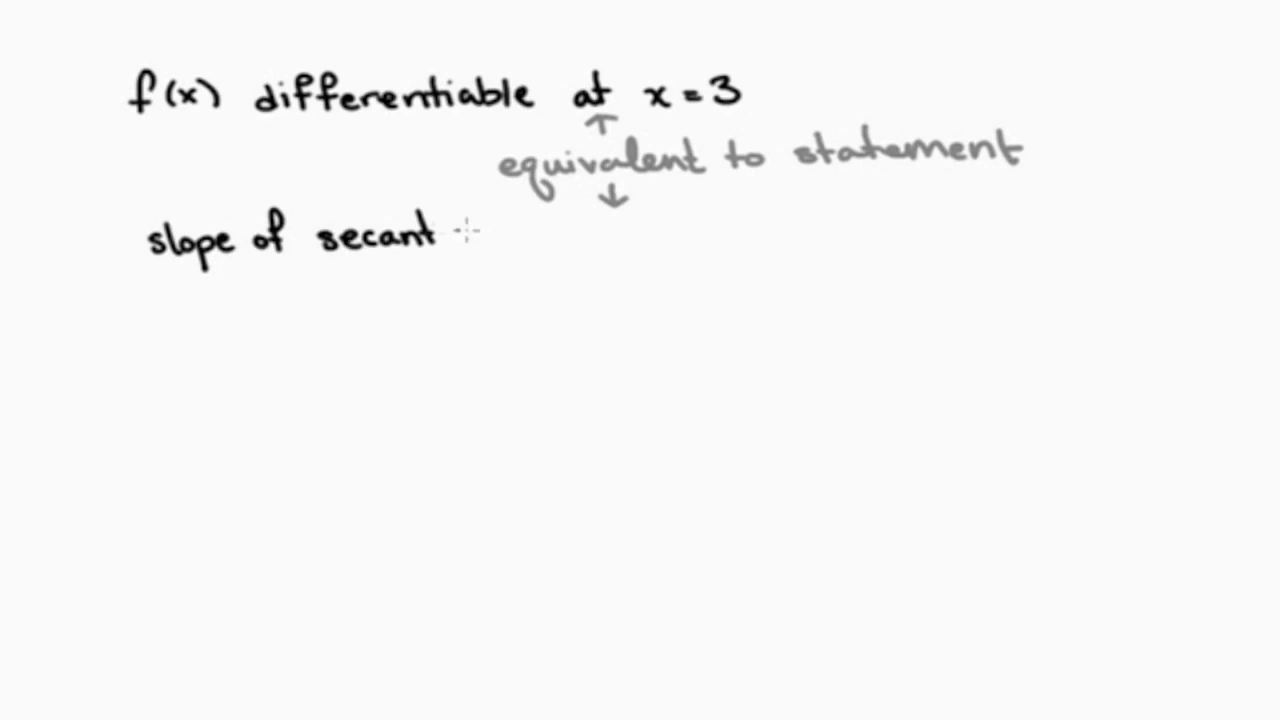 f(x) differentiable at x = 3
↑
equivalent to statement
↓
slope of secant